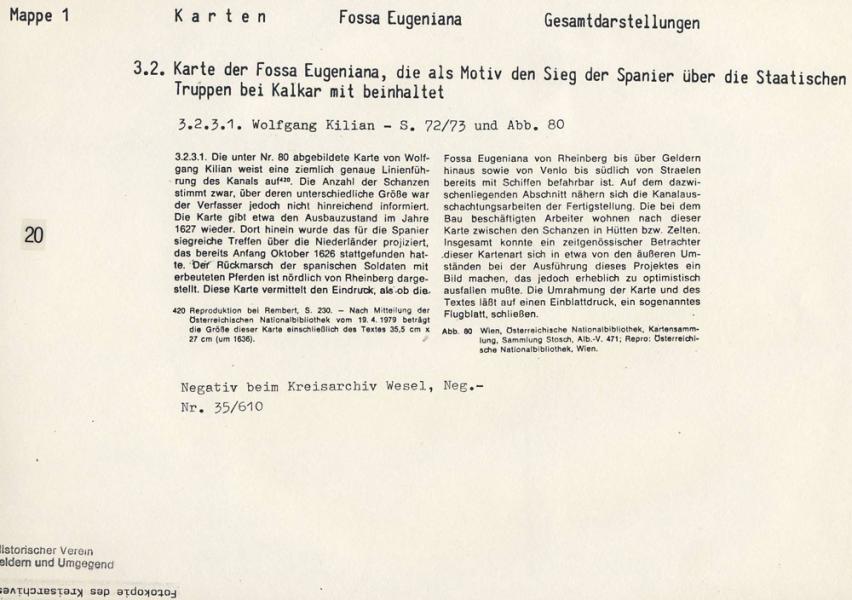 Mappe 1 K a r t e n Fossa Eugeniana Gesamtdarstellungen
3.2. Karte der Fossa Eugeniana, die als Motiv den Sieg der Spanier über die Staatischen
Truppen bei Kalkar mit beinhaltet
3.2.3.1. Wolfgang Kilian - S. 72/73 und Abb. 80
3.2.3.1. Die unter Nr. 80 abgebildete Karte von Wolf-
gang Kilian weist eine ziemlich genaue Linienfüh-
rung des Kanals auf⁴²⁰. Die Anzahl der Schanzen
stimmt zwar, über deren unterschiedliche Größe war
der Verfasser jedoch nicht hinreichend informiert.
Die Karte gibt etwa den Ausbauzustand im Jahre
1627 wieder. Dort hinein wurde das für die Spanier
siegreiche Treffen über die Niederländer projiziert,
das bereits Anfang Oktober 1626 stattgefunden hat-
te. Der Rückmarsch der spanischen Soldaten mit
erbeuteten Pferden ist nördlich von Rheinberg darge-
stellt. Diese Karte vermittelt den Eindruck, als ob die
420 Reproduktion bei Rembert, S. 230. – Nach Mitteilung der
Österreichischen Nationalbibliothek vom 19. 4. 1979 beträgt
die Größe dieser Karte einschließlich des Textes 35,5 cm x
27 cm (um 1636).
Fossa Eugeniana von Rheinberg bis über Geldern
hinaus sowie von Venlo bis südlich von Straelen
bereits mit Schiffen befahrbar ist. Auf dem dazwi-
schenliegenden Abschnitt nähern sich die Kanalaus-
schachtungsarbeiten der Fertigstellung. Die bei dem
Bau beschäftigten Arbeiter wohnen nach dieser
Karte zwischen den Schanzen in Hütten bzw. Zelten.
Insgesamt konnte ein zeitgenössischer Betrachter
dieser Kartenart sich in etwa von den äußeren Um-
ständen bei der Ausführung dieses Projektes ein
Bild machen, das jedoch erheblich zu optimistisch
ausfallen mußte. Die Umrahmung der Karte und des
Textes läßt auf einen Einblattdruck, ein sogenanntes
Flugblatt, schließen.
Abb. 80 Wien, Österreichische Nationalbibliothek, Kartensamm-
lung, Sammlung Stosch, Alb.-V. 471; Repro: Österreichi-
sche Nationalbibliothek, Wien.
20
Negativ beim Kreisarchiv Wesel, Neg.-
Nr. 35/610
istorischer Verein
eldern und Umgegend
Fotokopie des Kreisarchives